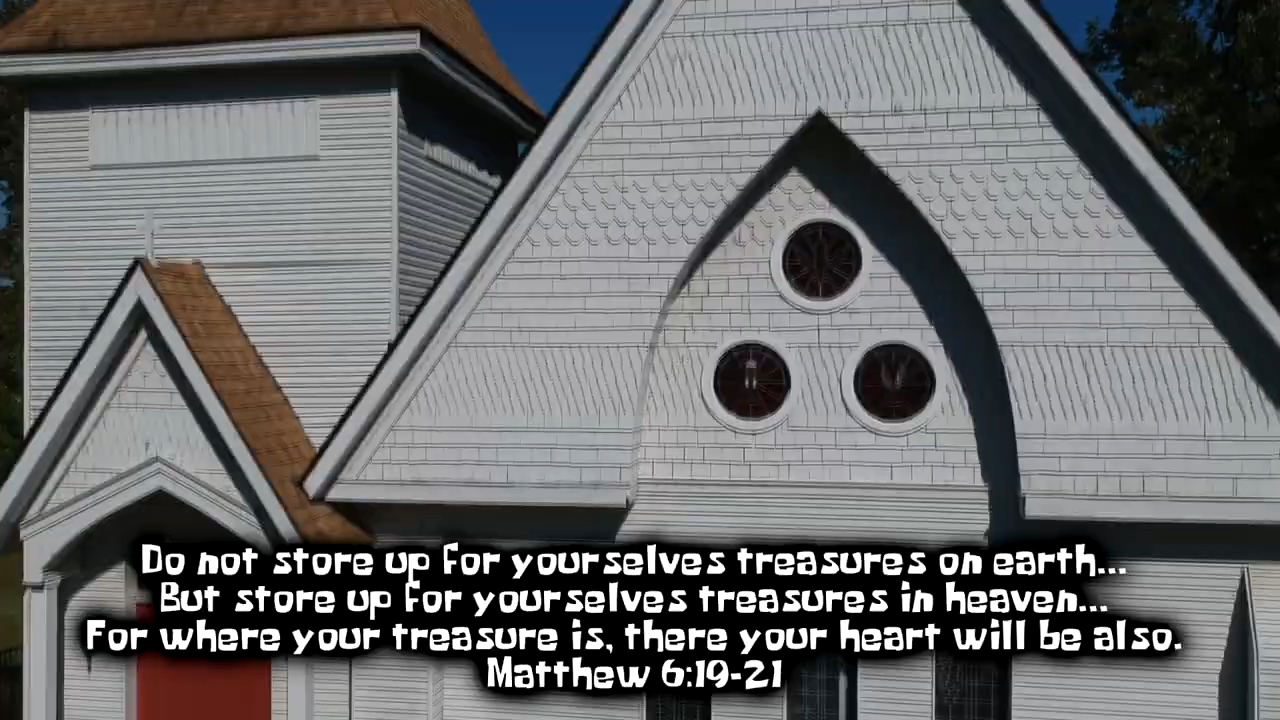 Do not store up for yourselves treasures on earth...
But store up for yourselves treasures in heaven...
For where your treasure is, there your heart will be also.
Matthew 6:19-21